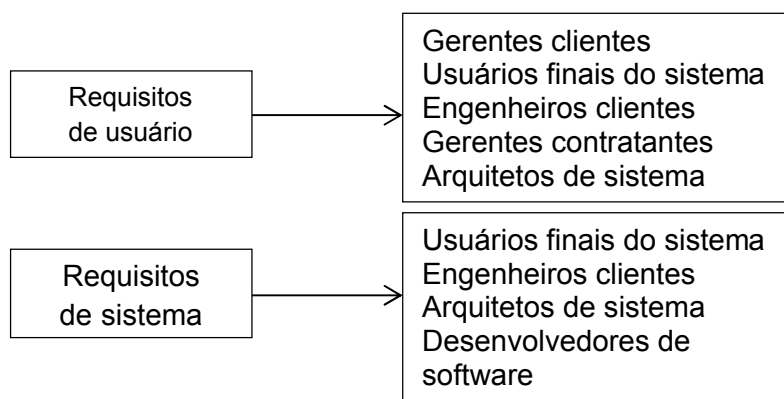 Requisitos
de usuário
Gerentes clientes
Usuários finais do sistema
Engenheiros clientes
Gerentes contratantes
Arquitetos de sistema
Requisitos
de sistema
Usuários finais do sistema
Engenheiros clientes
Arquitetos de sistema
Desenvolvedores de
software